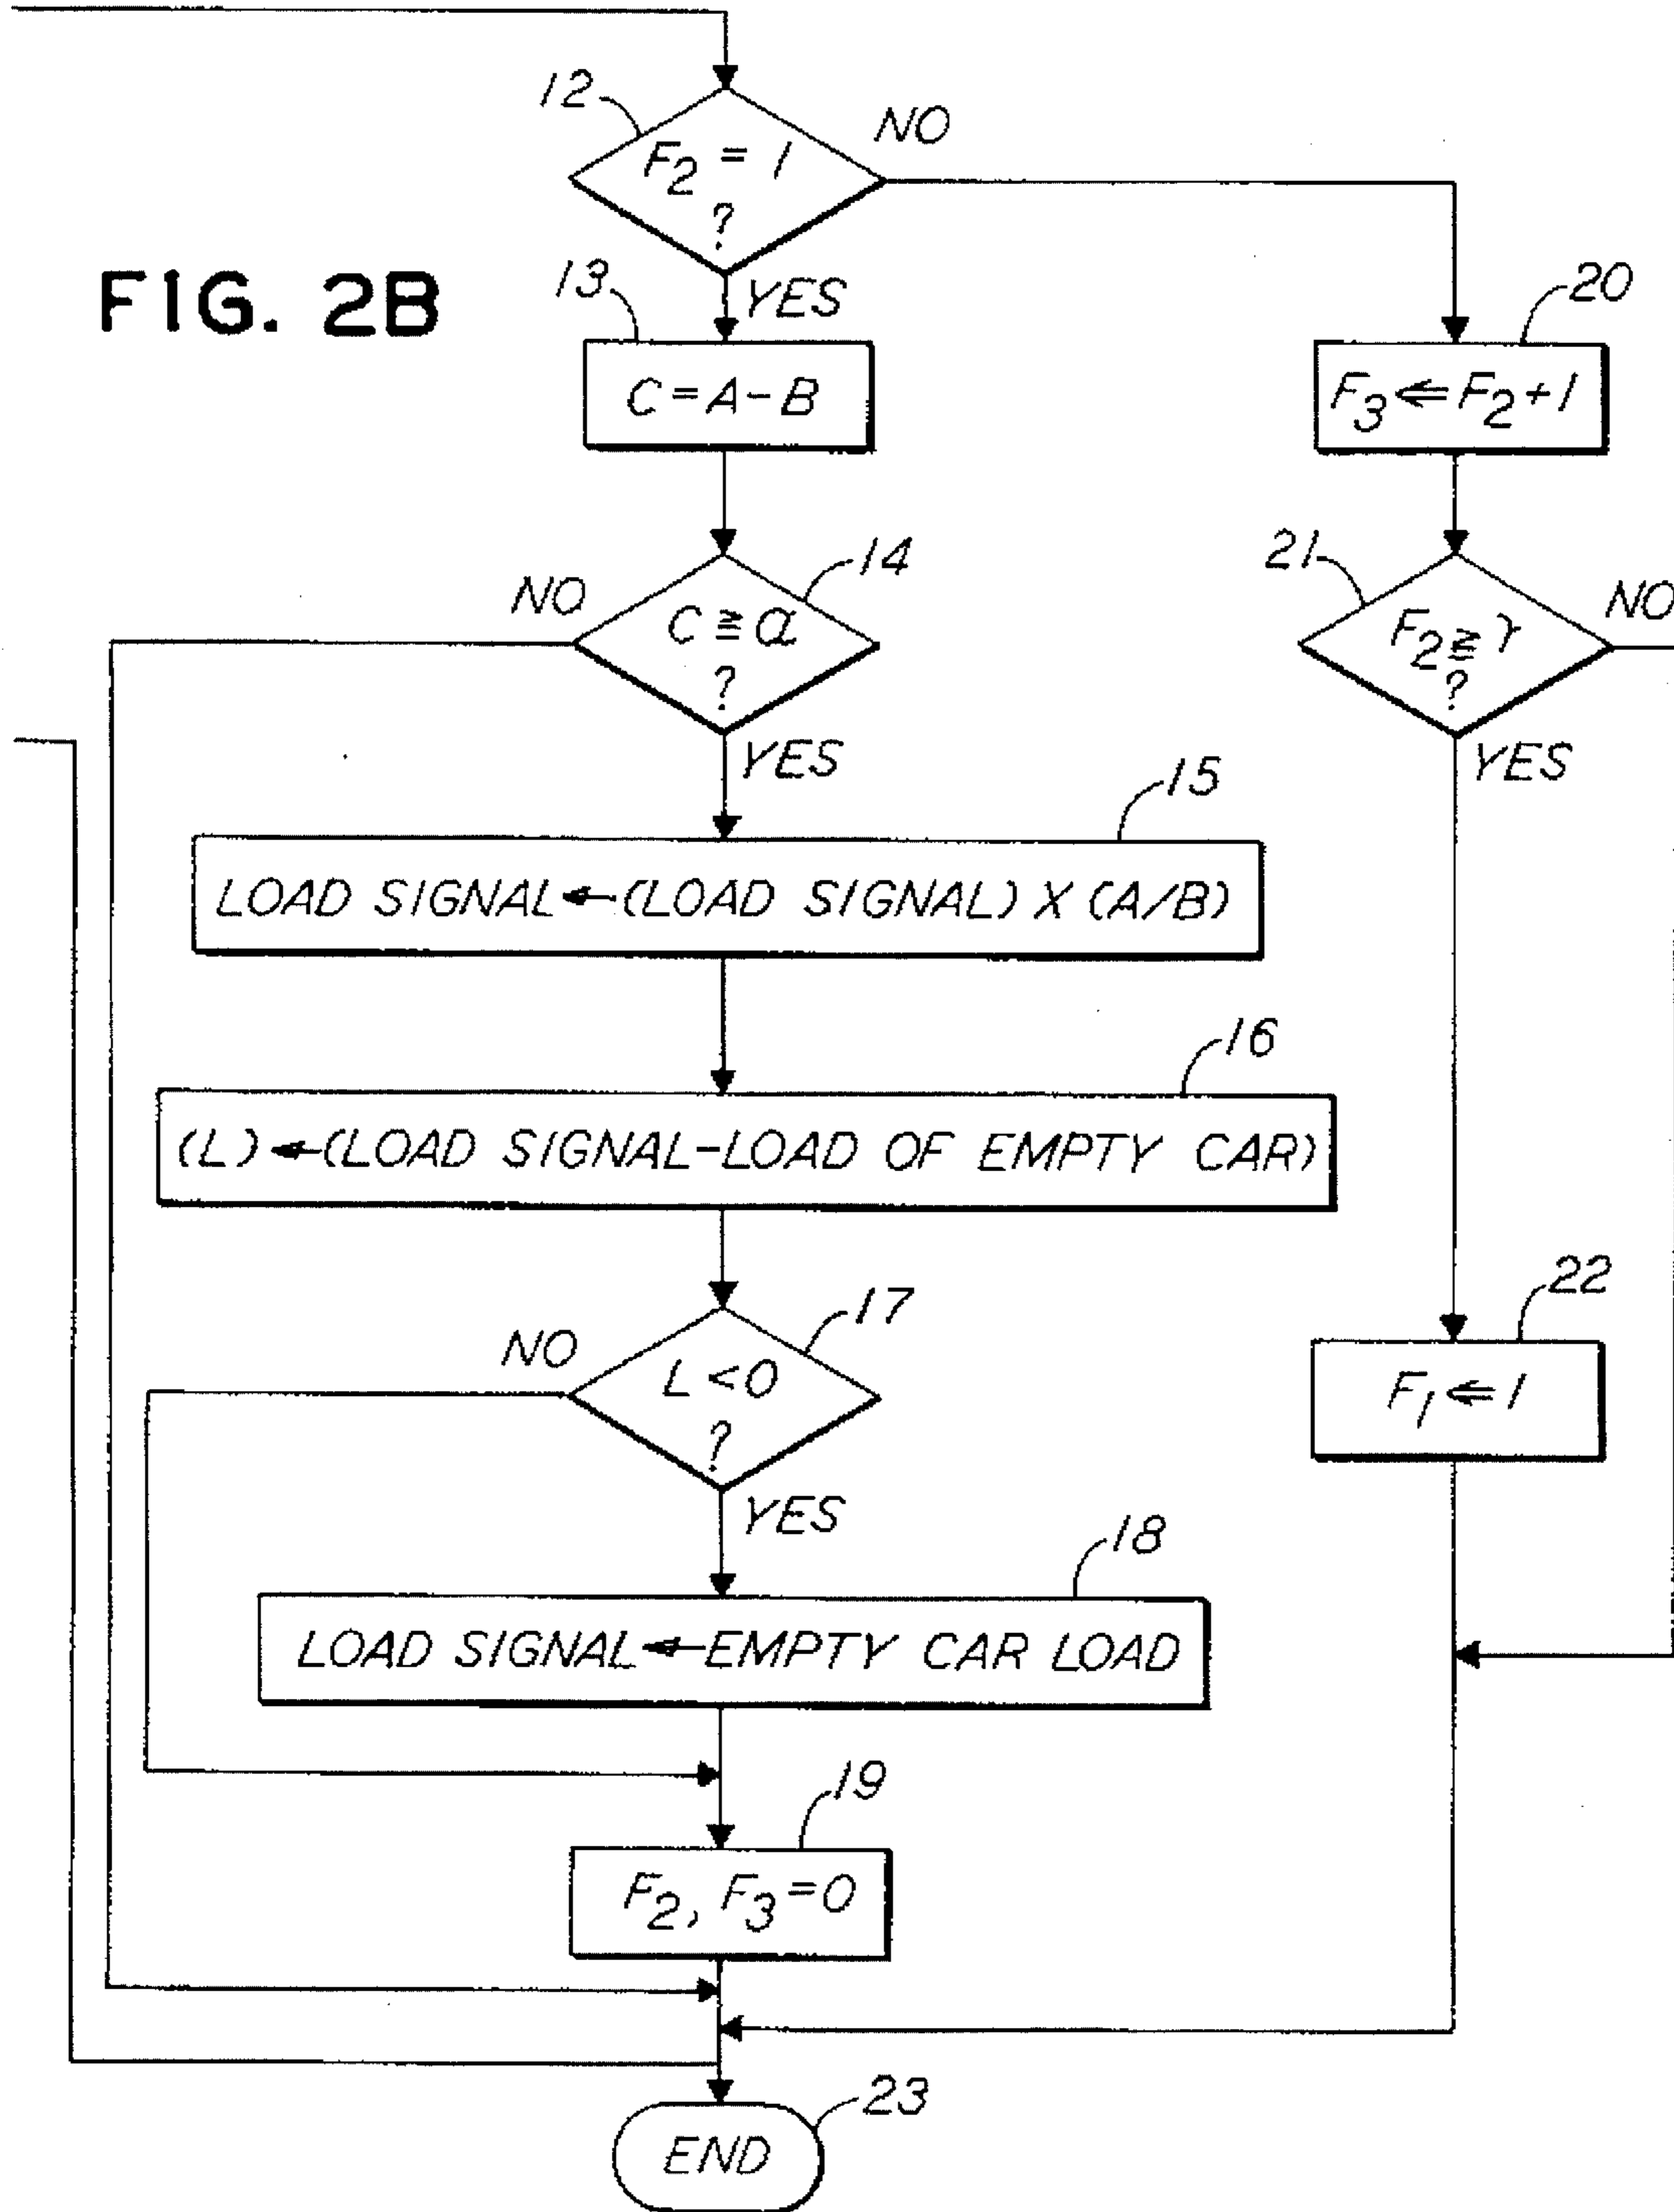 FIG. 2B
12
F2 = 1
?
NO
YES
13
C = A - B
20
F3 ⇐ F2 + 1
14
C ≧ α
?
NO
YES
21
F2 ≧ γ
?
NO
YES
15
LOAD SIGNAL ← (LOAD SIGNAL) X (A/B)
16
(L) ← (LOAD SIGNAL-LOAD OF EMPTY CAR)
17
L < 0
?
NO
YES
22
F1 ⇐ 1
18
LOAD SIGNAL ← EMPTY CAR LOAD
19
F2, F3 = 0
23
END